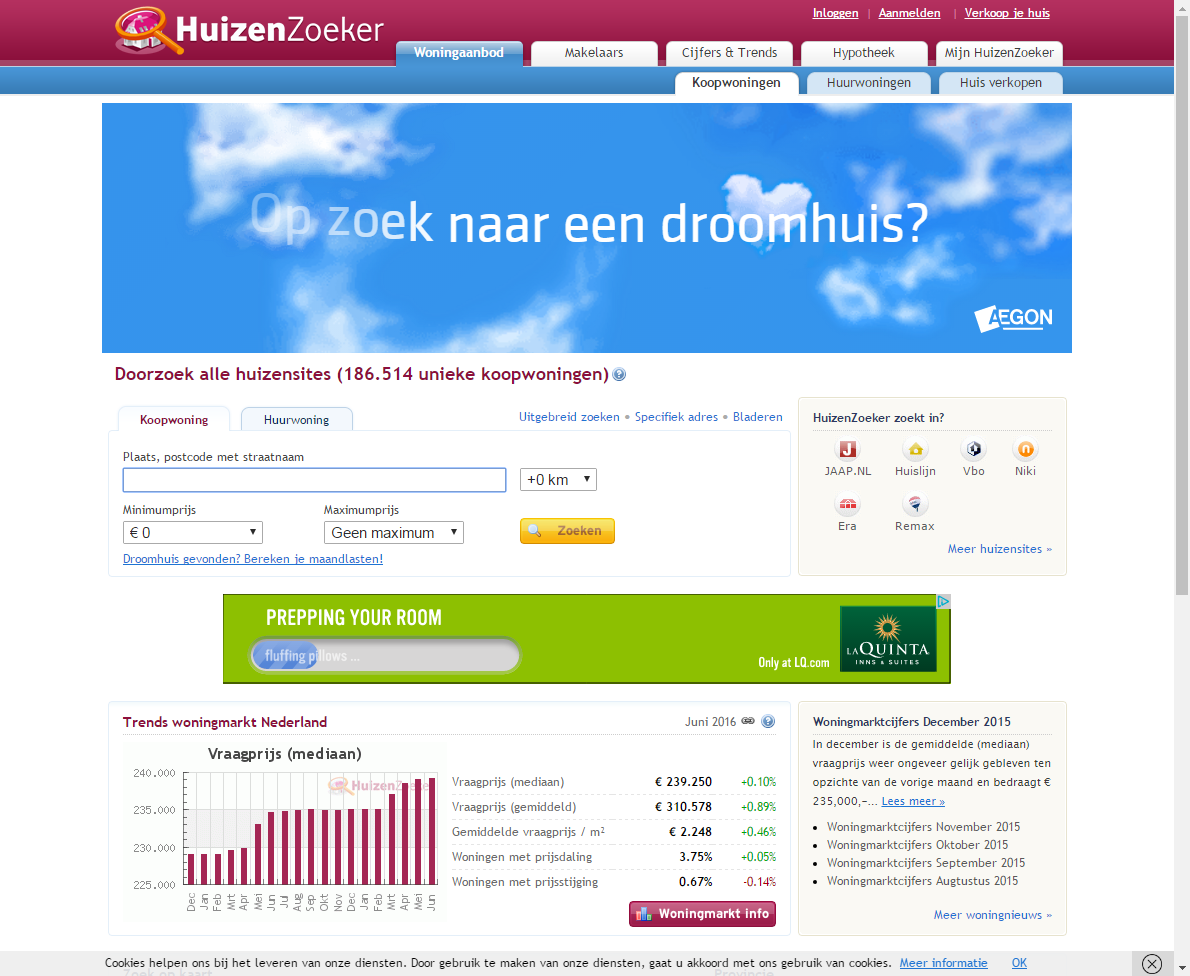 Inloggen | Aanmelden | Verkoop je huis
HuizenZoeker
Woningaanbod Makelaars Cijfers & Trends Hypotheek Mijn HuizenZoeker
Koopwoningen Huurwoningen Huis verkopen
Op zoek naar een droomhuis?
AEGON
Doorzoek alle huizensites (186.514 unieke koopwoningen)
Koopwoning Huurwoning Uitgebreid zoeken • Specifiek adres • Bladeren
Plaats, postcode met straatnaam
+0 km
Minimumprijs Maximumprijs
€ 0 Geen maximum Zoeken
Droomhuis gevonden? Bereken je maandlasten!
HuizenZoeker zoekt in?
JAAP.NL Huislijn Vbo Niki
Era Remax
Meer huizensites »
PREPPING YOUR ROOM
fluffing pillows ...
Only at LQ.com
LAQUINTA
INNS & SUITES
Trends woningmarkt Nederland Juni 2016
Vraagprijs (mediaan)
HuizenZoeker
240.000
235.000
230.000
225.000
Dec Jan Feb Mrt Apr Mei Jun Jul Aug Sep Okt Nov Dec Jan Feb Mrt Apr Mei Jun
Vraagprijs (mediaan) € 239.250 +0.10%
Vraagprijs (gemiddeld) € 310.578 +0.89%
Gemiddelde vraagprijs / m² € 2.248 +0.46%
Woningen met prijsdaling 3.75% +0.05%
Woningen met prijsstijging 0.67% -0.14%
Woningmarkt info
Woningmarktcijfers December 2015
In december is de gemiddelde (mediaan)
vraagprijs weer ongeveer gelijk gebleven ten
opzichte van de vorige maand en bedraagt €
235,000,-... Lees meer »
• Woningmarktcijfers November 2015
• Woningmarktcijfers Oktober 2015
• Woningmarktcijfers September 2015
• Woningmarktcijfers Augtustus 2015
Meer woningnieuws »
Cookies helpen ons bij het leveren van onze diensten. Door gebruik te maken van onze diensten, gaat u akkoord met ons gebruik van cookies. Meer informatie OK
Zoek op kaart Provincie